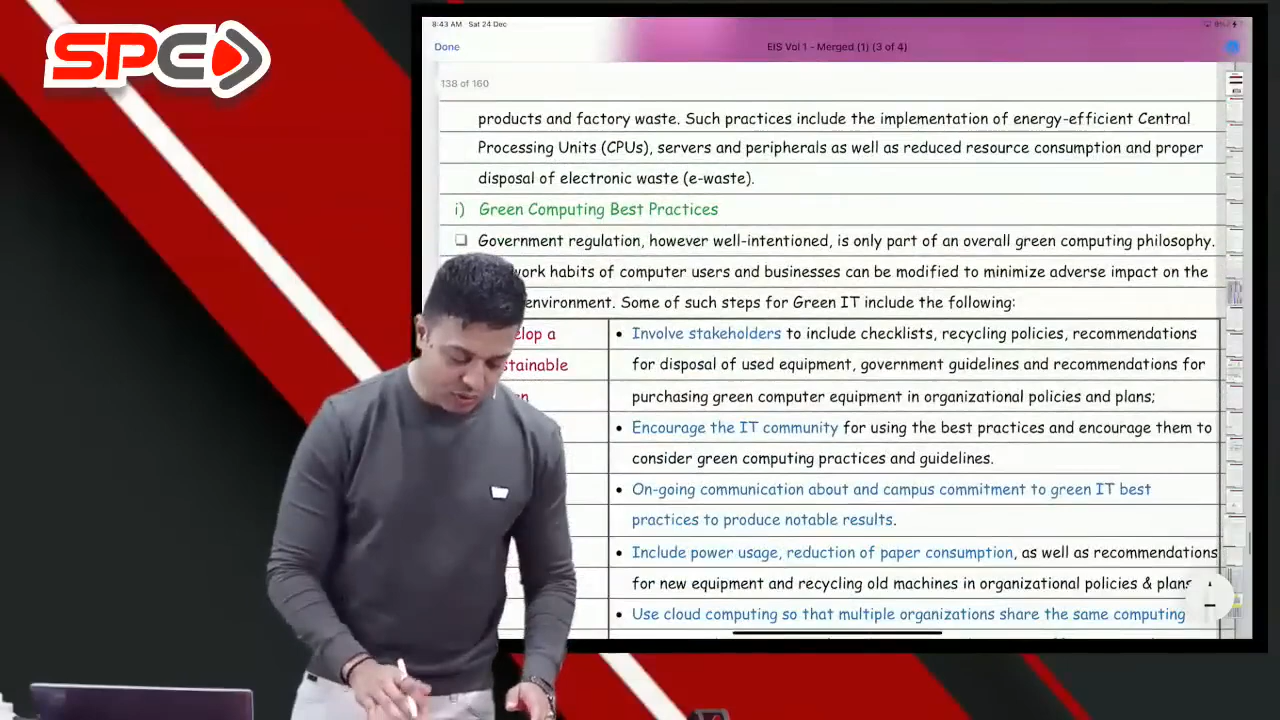 SPC
8:43 AM Sat 24 Dec
Done
EIS Vol 1 - Merged (1) (3 of 4)
138 of 160
products and factory waste. Such practices include the implementation of energy-efficient Central
Processing Units (CPUs), servers and peripherals as well as reduced resource consumption and proper
disposal of electronic waste (e-waste).
i) Green Computing Best Practices
Government regulation, however well-intentioned, is only part of an overall green computing philosophy.
work habits of computer users and businesses can be modified to minimize adverse impact on the
environment. Some of such steps for Green IT include the following:
• Involve stakeholders to include checklists, recycling policies, recommendations
for disposal of used equipment, government guidelines and recommendations for
purchasing green computer equipment in organizational policies and plans;
• Encourage the IT community for using the best practices and encourage them to
consider green computing practices and guidelines.
• On-going communication about and campus commitment to green IT best
practices to produce notable results.
• Include power usage, reduction of paper consumption, as well as recommendations
for new equipment and recycling old machines in organizational policies & plans
• Use cloud computing so that multiple organizations share the same computing